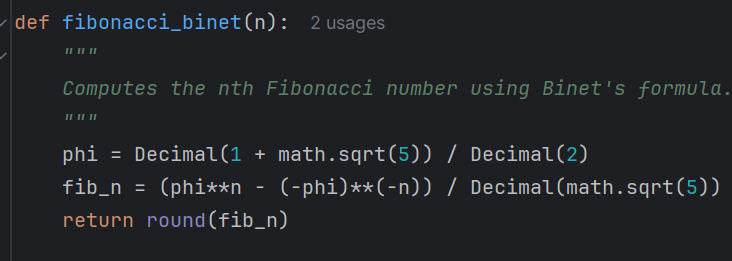 def fibonacci_binet(n): 2 usages
"""
Computes the nth Fibonacci number using Binet's formula.
"""
phi = Decimal(1 + math.sqrt(5)) / Decimal(2)
fib_n = (phi**n - (-phi)**(-n)) / Decimal(math.sqrt(5))
return round(fib_n)